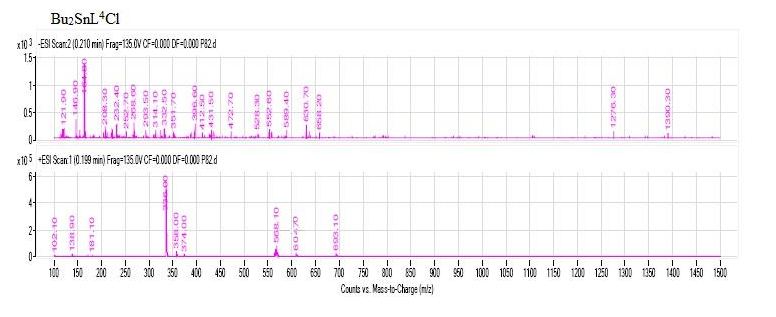 Bu2SnL4Cl
x10 3 -ESI Scan:2 (0.210 min) Frag=135.0V CF=0.000 DF=0.000 P82.d
1.5
1
0.5
0
121.90 146.90 208.30 232.40 252.70 268.00 293.50 314.10 332.50 351.70 396.60 412.50 431.50 472.70 528.30 552.60 589.40 630.70 658.20 1276.30 1390.30
x10 5 +ESI Scan:1 (0.199 min) Frag=135.0V CF=0.000 DF=0.000 P82.d
6
4
2
0
102.10 138.90 181.10 336.00 358.00 374.00 568.10 604.70 693.10
100 150 200 250 300 350 400 450 500 550 600 650 700 750 800 850 900 950 1000 1050 1100 1150 1200 1250 1300 1350 1400 1450 1500
Counts vs. Mass-to-Charge (m/z)